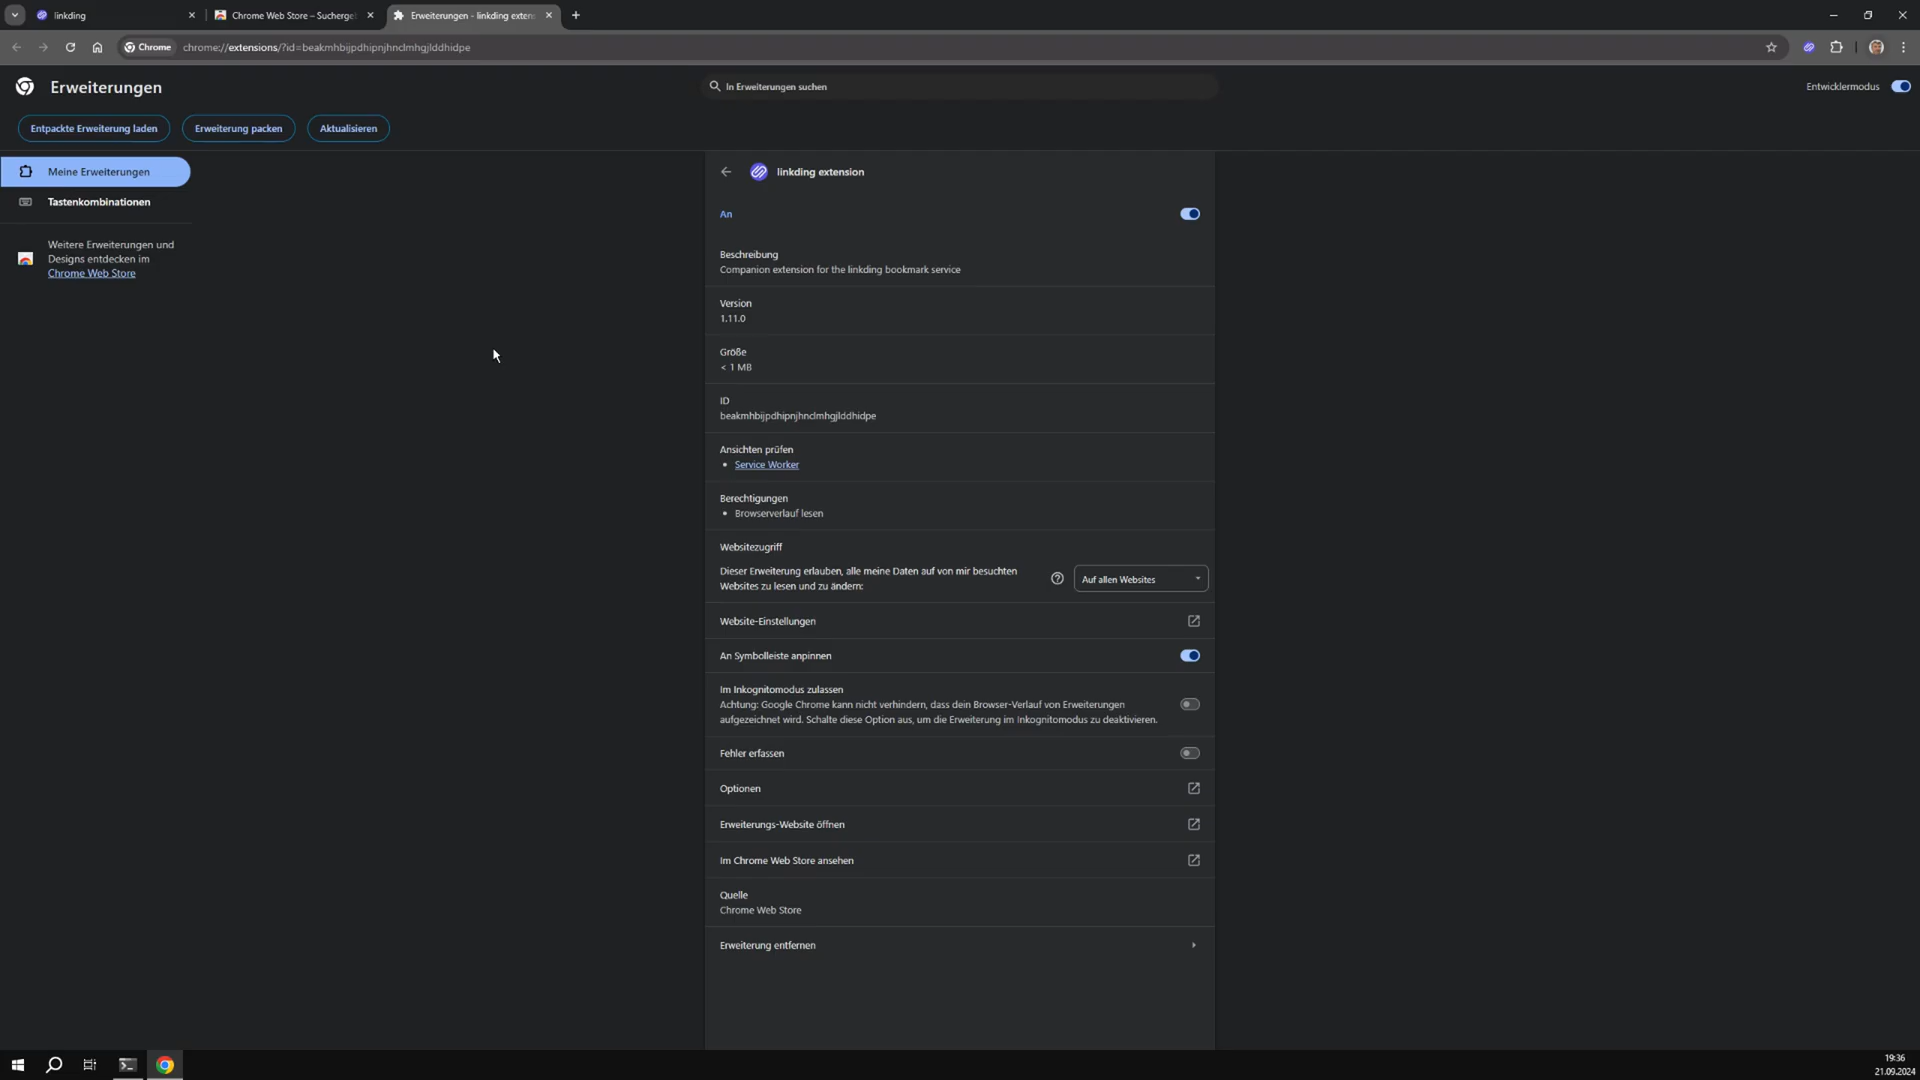 linkding
Chrome Web Store – Sucherge
Erweiterungen - linkding exten
Chrome
chrome://extensions/?id=beakmhbijpdhipnjhnclmhgjlddhidpe
Erweiterungen
In Erweiterungen suchen
Entwicklermodus
Entpackte Erweiterung laden
Erweiterung packen
Aktualisieren
Meine Erweiterungen
Tastenkombinationen
Weitere Erweiterungen und
Designs entdecken im
Chrome Web Store
linkding extension
An
Beschreibung
Companion extension for the linkding bookmark service
Version
1.11.0
Größe
< 1 MB
ID
beakmhbijpdhipnjhnclmhgjlddhidpe
Ansichten prüfen
• Service Worker
Berechtigungen
• Browserverlauf lesen
Websitezugriff
Dieser Erweiterung erlauben, alle meine Daten auf von mir besuchten
Websites zu lesen und zu ändern:
Auf allen Websites
Website-Einstellungen
An Symbolleiste anpinnen
Im Inkognitomodus zulassen
Achtung: Google Chrome kann nicht verhindern, dass dein Browser-Verlauf von Erweiterungen
aufgezeichnet wird. Schalte diese Option aus, um die Erweiterung im Inkognitomodus zu deaktivieren.
Fehler erfassen
Optionen
Erweiterungs-Website öffnen
Im Chrome Web Store ansehen
Quelle
Chrome Web Store
Erweiterung entfernen
19:36
21.09.2024